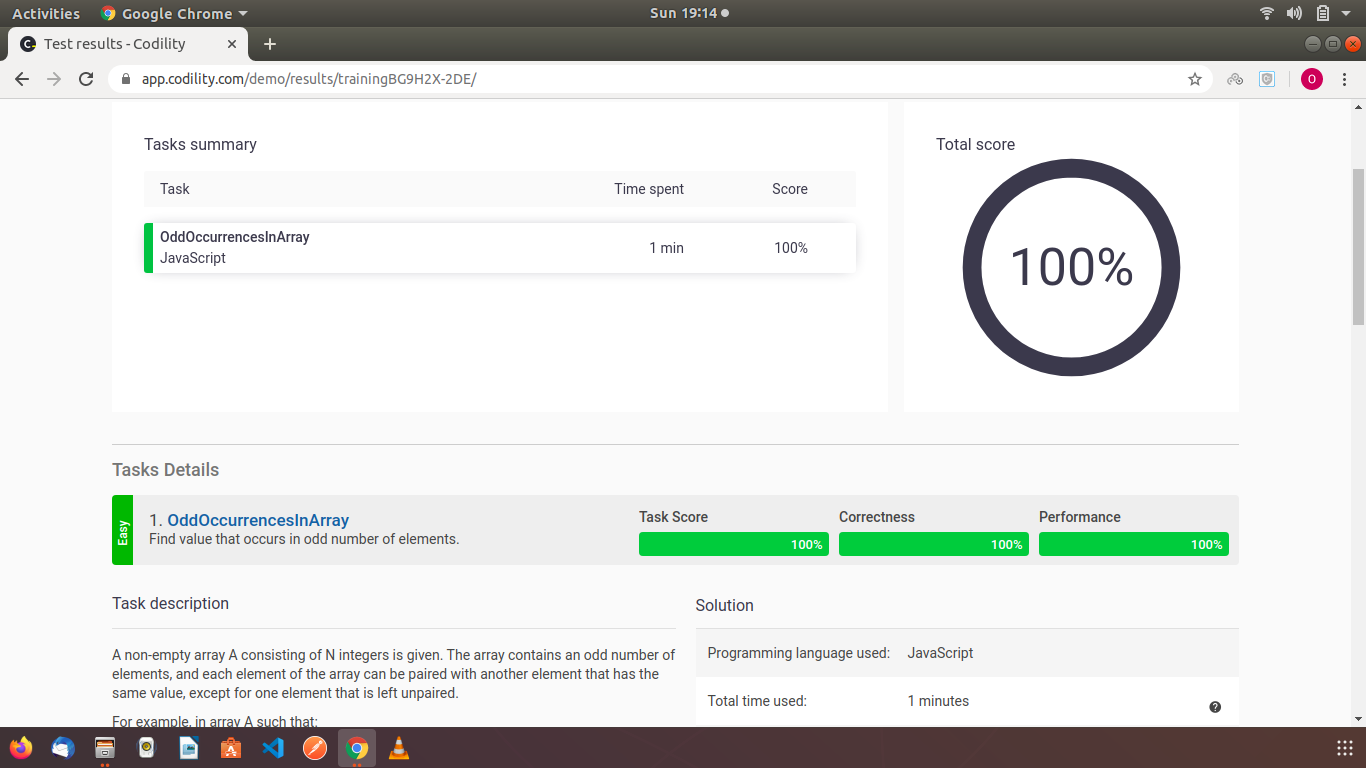 Activities
Google Chrome
Sun 19:14
Test results - Codility
app.codility.com/demo/results/trainingBG9H2X-2DE/
O
Tasks summary
Task Time spent Score
OddOccurrencesInArray
JavaScript
1 min 100%
Total score
100%
Tasks Details
Easy
1. OddOccurrencesInArray
Find value that occurs in odd number of elements.
Task Score Correctness Performance
100% 100% 100%
Task description
A non-empty array A consisting of N integers is given. The array contains an odd number of
elements, and each element of the array can be paired with another element that has the
same value, except for one element that is left unpaired.
For example, in array A such that:
Solution
Programming language used: JavaScript
Total time used: 1 minutes
?